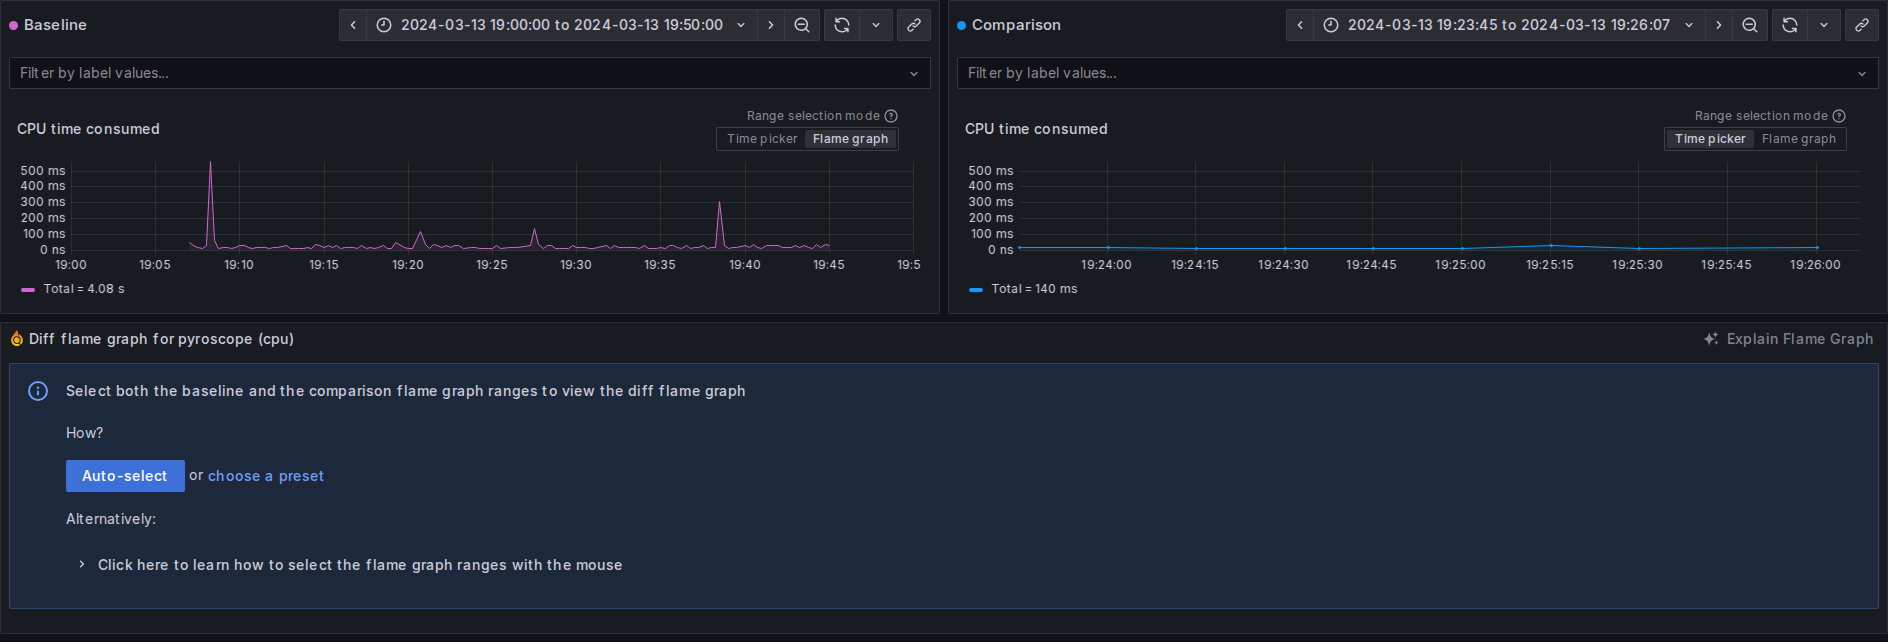 Baseline
2024-03-13 19:00:00 to 2024-03-13 19:50:00
Filter by label values...
CPU time consumed
Range selection mode
Time picker
Flame graph
500 ms
400 ms
300 ms
200 ms
100 ms
0 ns
19:00 19:05 19:10 19:15 19:20 19:25 19:30 19:35 19:40 19:45 19:5
Total = 4.08 s
Comparison
2024-03-13 19:23:45 to 2024-03-13 19:26:07
Filter by label values...
CPU time consumed
Range selection mode
Time picker
Flame graph
500 ms
400 ms
300 ms
200 ms
100 ms
0 ns
19:24:00 19:24:15 19:24:30 19:24:45 19:25:00 19:25:15 19:25:30 19:25:45 19:26:00
Total = 140 ms
Diff flame graph for pyroscope (cpu)
Explain Flame Graph
Select both the baseline and the comparison flame graph ranges to view the diff flame graph
How?
Auto-select or choose a preset
Alternatively:
Click here to learn how to select the flame graph ranges with the mouse